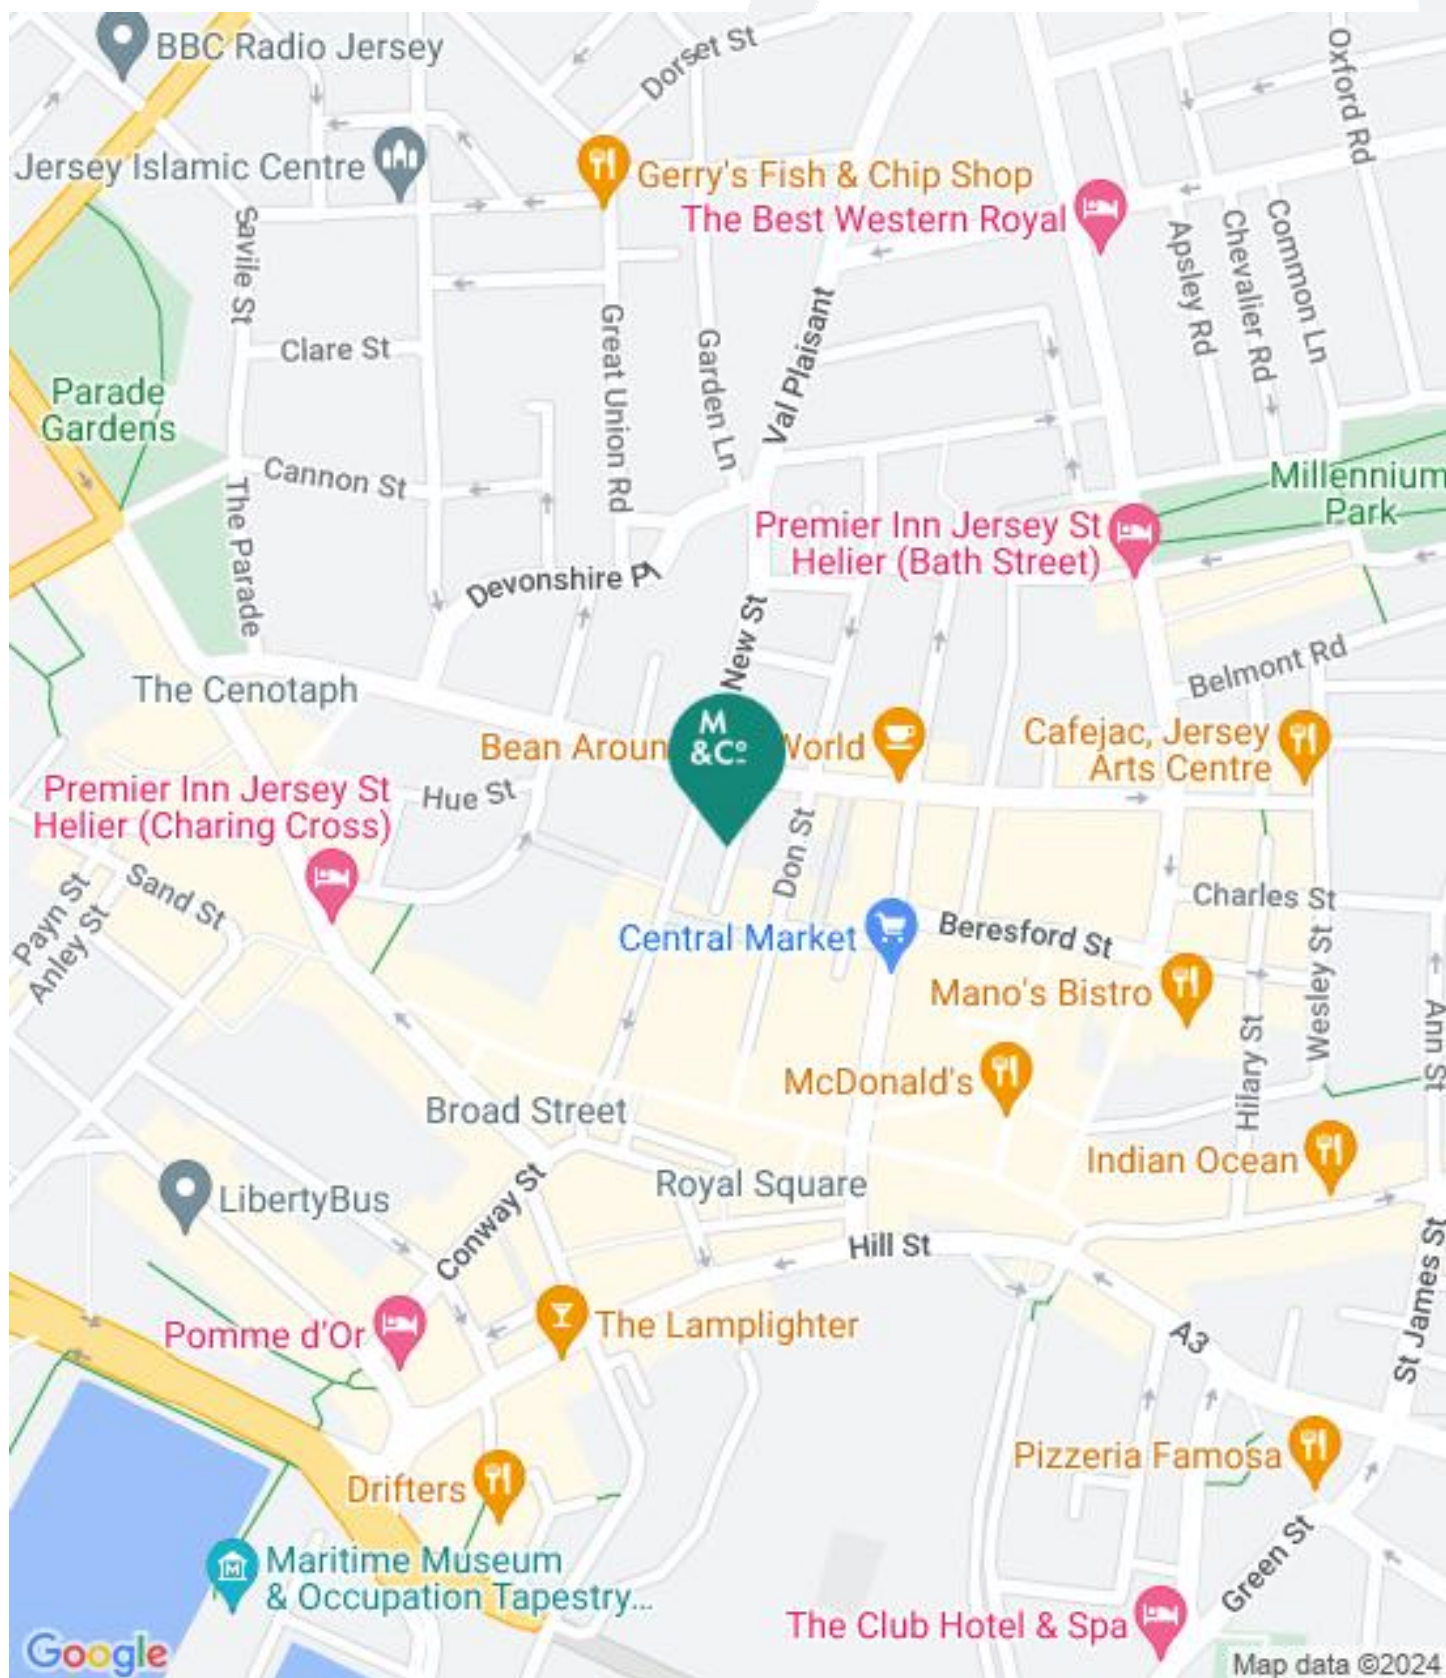 BBC Radio Jersey
Dorset St
Oxford Rd
Jersey Islamic Centre
Gerry's Fish & Chip Shop
The Best Western Royal
Savile St
Apsley Rd
Chevalier Rd
Common Ln
Clare St
Great Union Rd
Garden Ln
Val Plaisant
Parade
Gardens
Cannon St
The Parade
Millennium
Park
Premier Inn Jersey St
Helier (Bath Street)
Devonshire Pl
New St
Belmont Rd
The Cenotaph
M
&Co
Bean Aroun
World
Cafejac, Jersey
Arts Centre
Premier Inn Jersey St
Helier (Charing Cross)
Hue St
Don St
Payn St
Anley St
Sand St
Charles St
Central Market
Beresford St
Mano's Bistro
Wesley St
Ann St
Hilary St
McDonald's
Broad Street
Indian Ocean
Royal Square
LibertyBus
Conway St
Hill St
St James St
Pomme d'Or
The Lamplighter
A3
Pizzeria Famosa
Drifters
Green St
Maritime Museum
& Occupation Tapestry...
The Club Hotel & Spa
Google
Map data ©2024